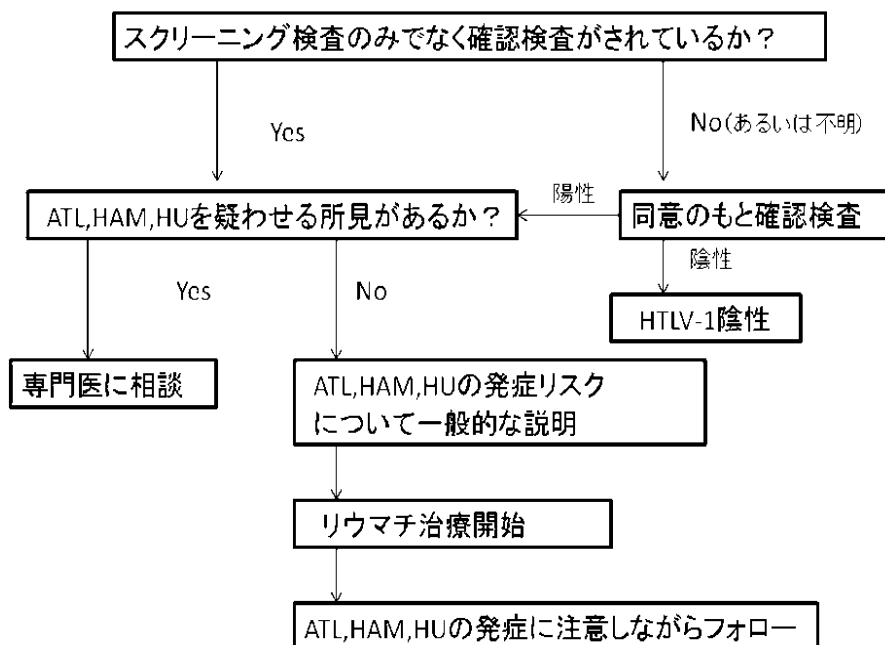 スクリーニング検査のみでなく確認検査がされているか？
Yes
No(あるいは不明)
ATL,HAM,HUを疑わせる所見があるか？
陽性
同意のもと確認検査
陰性
Yes
No
HTLV-1陰性
専門医に相談
ATL,HAM,HUの発症リスク
について一般的な説明
リウマチ治療開始
ATL,HAM,HUの発症に注意しながらフォロー